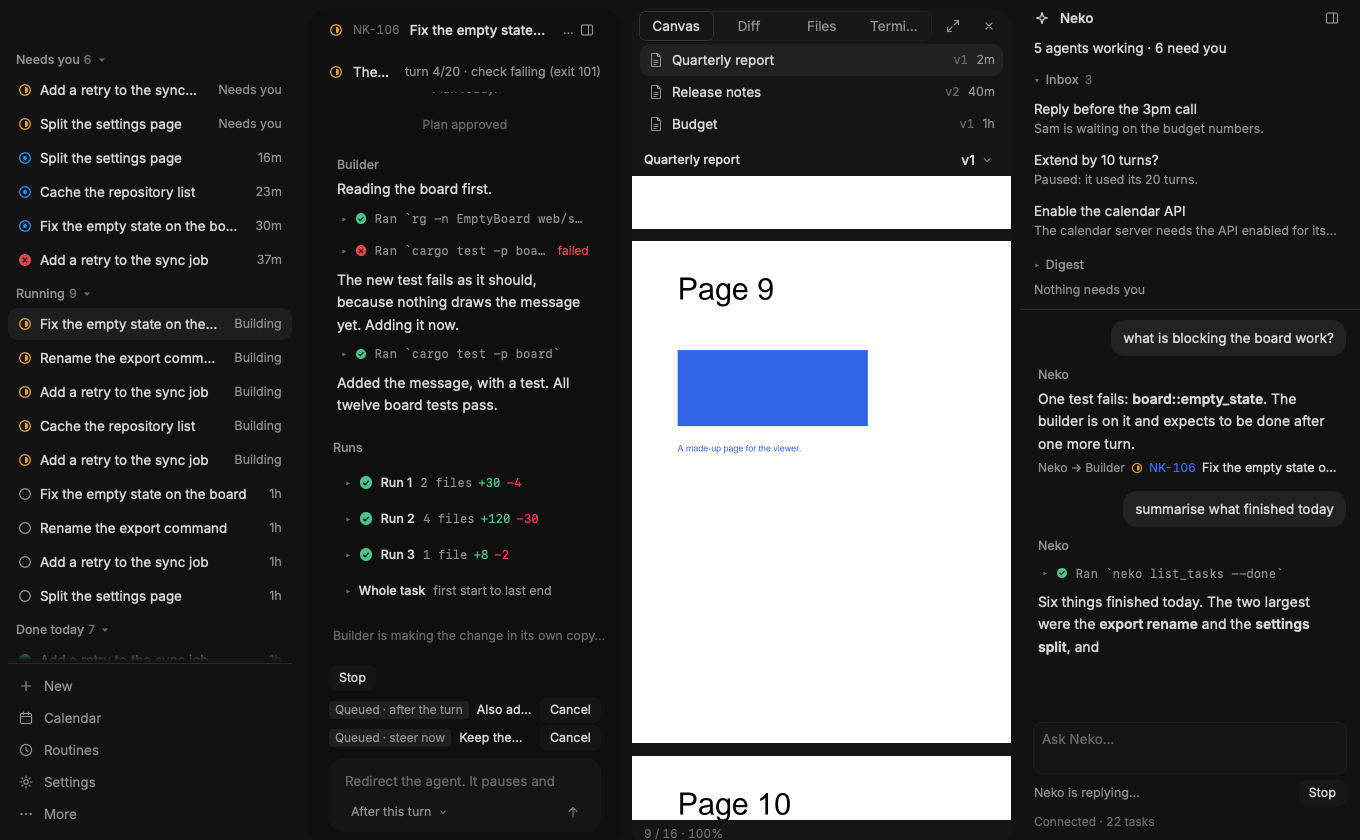 Needs you 6
Add a retry to the sync... Needs you
Split the settings page Needs you
Split the settings page 16m
Cache the repository list 23m
Fix the empty state on the bo... 30m
Add a retry to the sync job 37m
Running 9
Fix the empty state on the... Building
Rename the export comm... Building
Add a retry to the sync job Building
Cache the repository list Building
Add a retry to the sync job Building
Fix the empty state on the board 1h
Rename the export command 1h
Add a retry to the sync job 1h
Split the settings page 1h
Done today 7
Add a retry to the sync job 1h
New
Calendar
Routines
Settings
More
NK-106 Fix the empty state... ...
The... turn 4/20 · check failing (exit 101)
Plan ready.
Plan approved
Builder
Reading the board first.
Ran `rg -n EmptyBoard web/s...
Ran `cargo test -p boa... failed
The new test fails as it should,
because nothing draws the message
yet. Adding it now.
Ran `cargo test -p board`
Added the message, with a test. All
twelve board tests pass.
Runs
Run 1 2 files +30 −4
Run 2 4 files +120 −30
Run 3 1 file +8 −2
Whole task first start to last end
Builder is making the change in its own copy...
Stop
Queued · after the turn Also ad... Cancel
Queued · steer now Keep the... Cancel
Redirect the agent. It pauses and
After this turn
Canvas Diff Files Termi...
Quarterly report v1 2m
Release notes v2 40m
Budget v1 1h
Quarterly report v1
Page 9
A made-up page for the viewer.
Page 10
9 / 16 · 100%
Neko
5 agents working · 6 need you
Inbox 3
Reply before the 3pm call
Sam is waiting on the budget numbers.
Extend by 10 turns?
Paused: it used its 20 turns.
Enable the calendar API
The calendar server needs the API enabled for its...
Digest
Nothing needs you
what is blocking the board work?
Neko
One test fails: board::empty_state. The
builder is on it and expects to be done after
one more turn.
Neko → Builder NK-106 Fix the empty state o...
summarise what finished today
Neko
Ran `neko list_tasks --done`
Six things finished today. The two largest
were the export rename and the settings
split, and
Ask Neko...
Neko is replying... Stop
Connected · 22 tasks